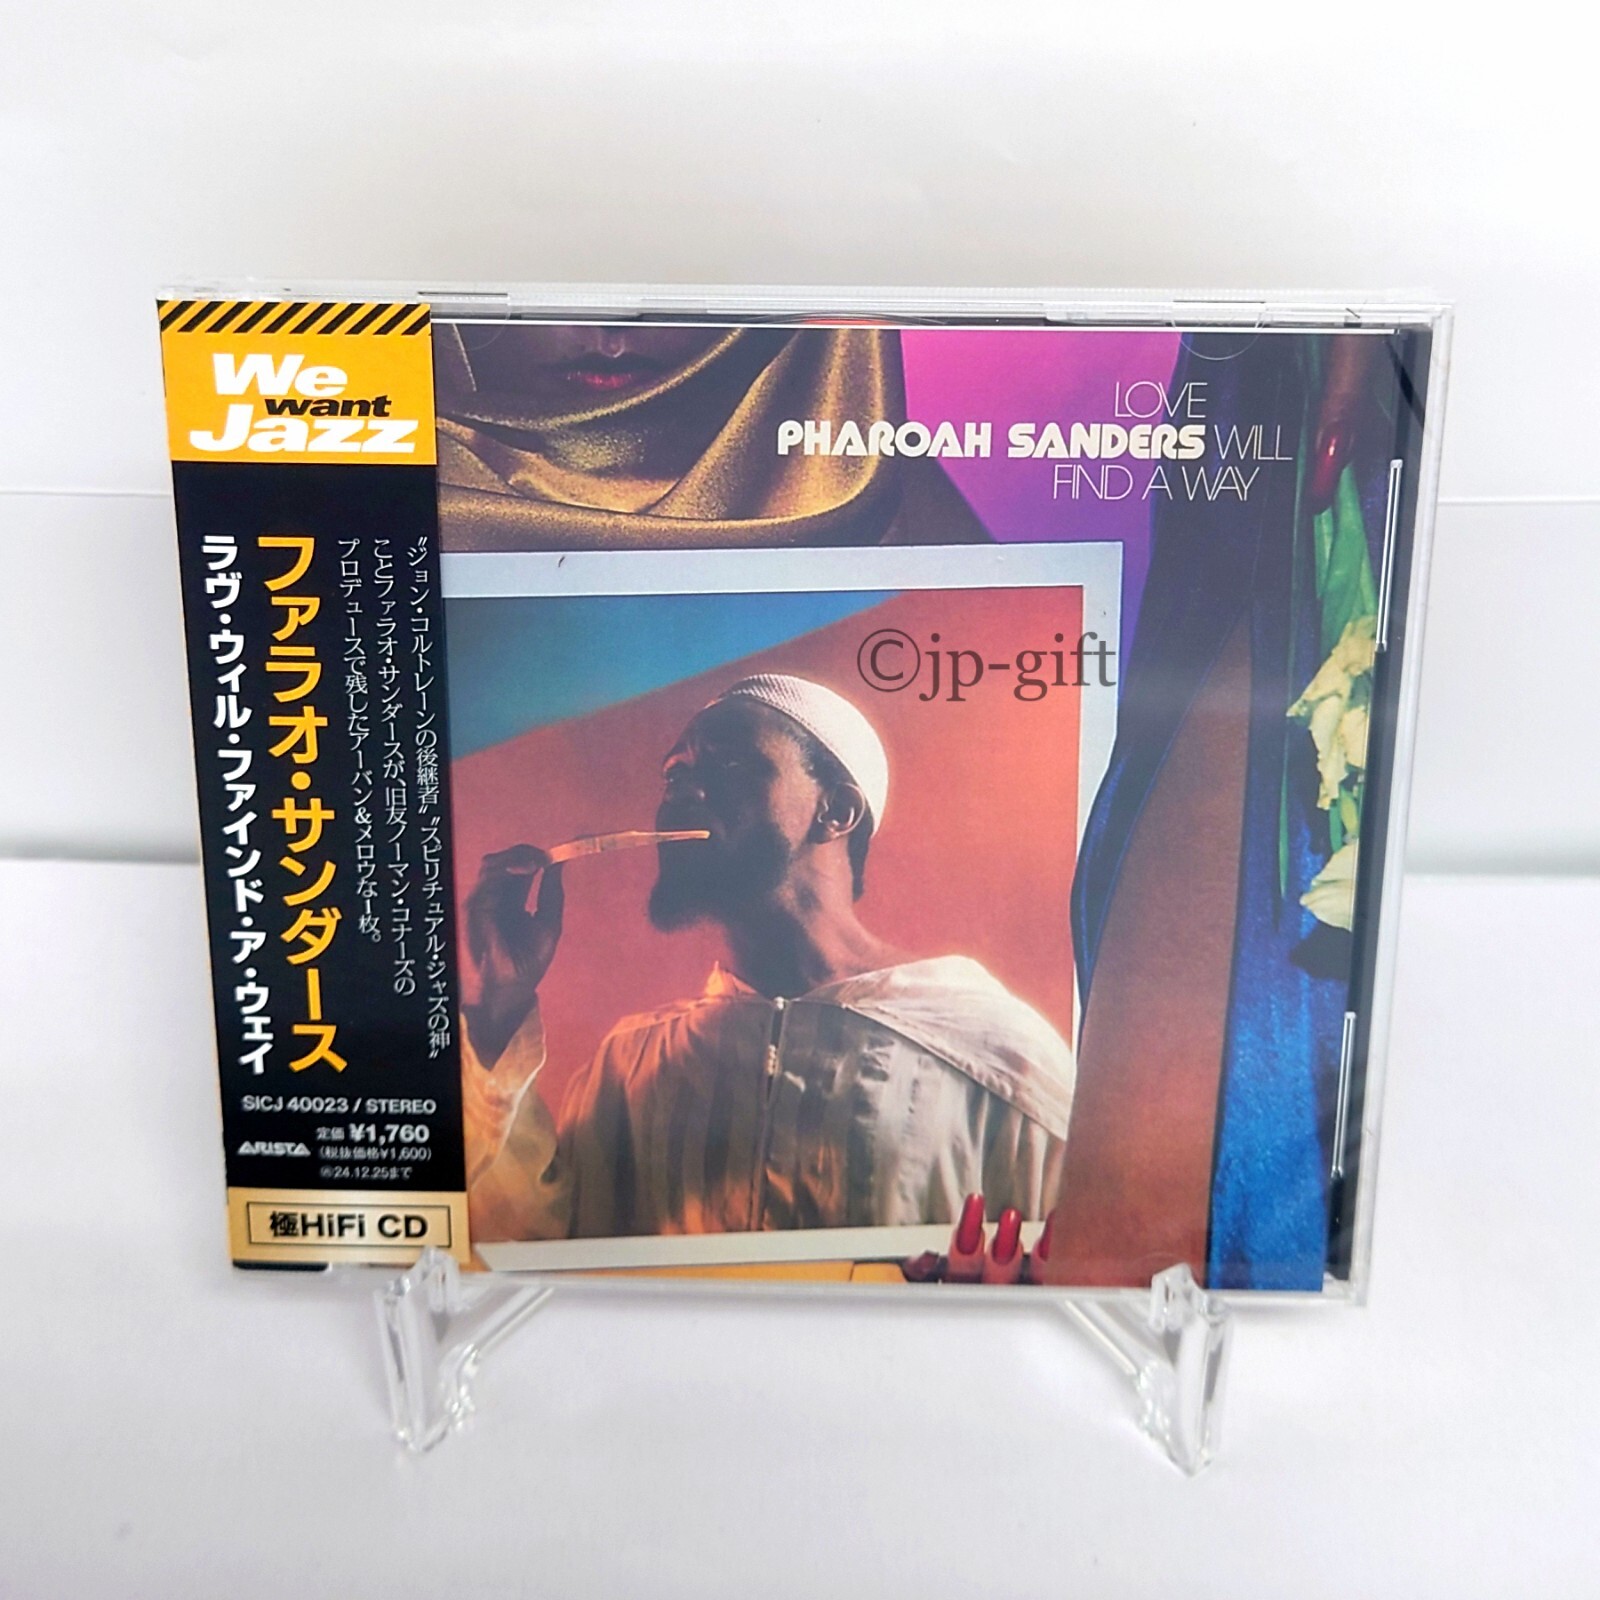 We
want
Jazz
“ジョン・コルトレーンの後継者” “スピリチュアル・ジャズの神”
ことファラオ・サンダースが、旧友ノーマン・コナーズの
プロデュースで残したアーバン&メロウな1枚。
ファラオ・サンダース
ラヴ・ウィル・ファインド・ア・ウェイ
SICJ 40023 / STEREO
定価 ¥1,760
ARISTA (税抜価格¥1,600)
24.12.25まで
極HiFi CD
LOVE
PHAROAH SANDERS WILL
FIND A WAY
©jp-gift